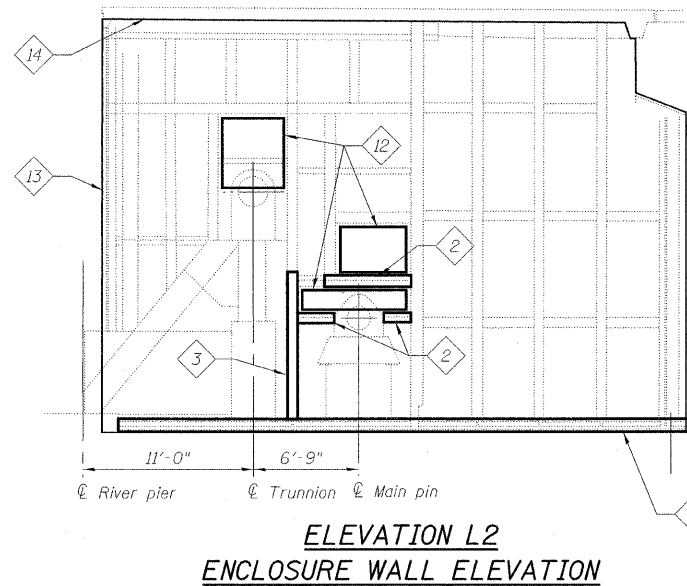 14
12
13
2
3
2
11'-0"
6'-9"
℄ River pier
℄ Trunnion
℄ Main pin
ELEVATION L2
ENCLOSURE WALL ELEVATION